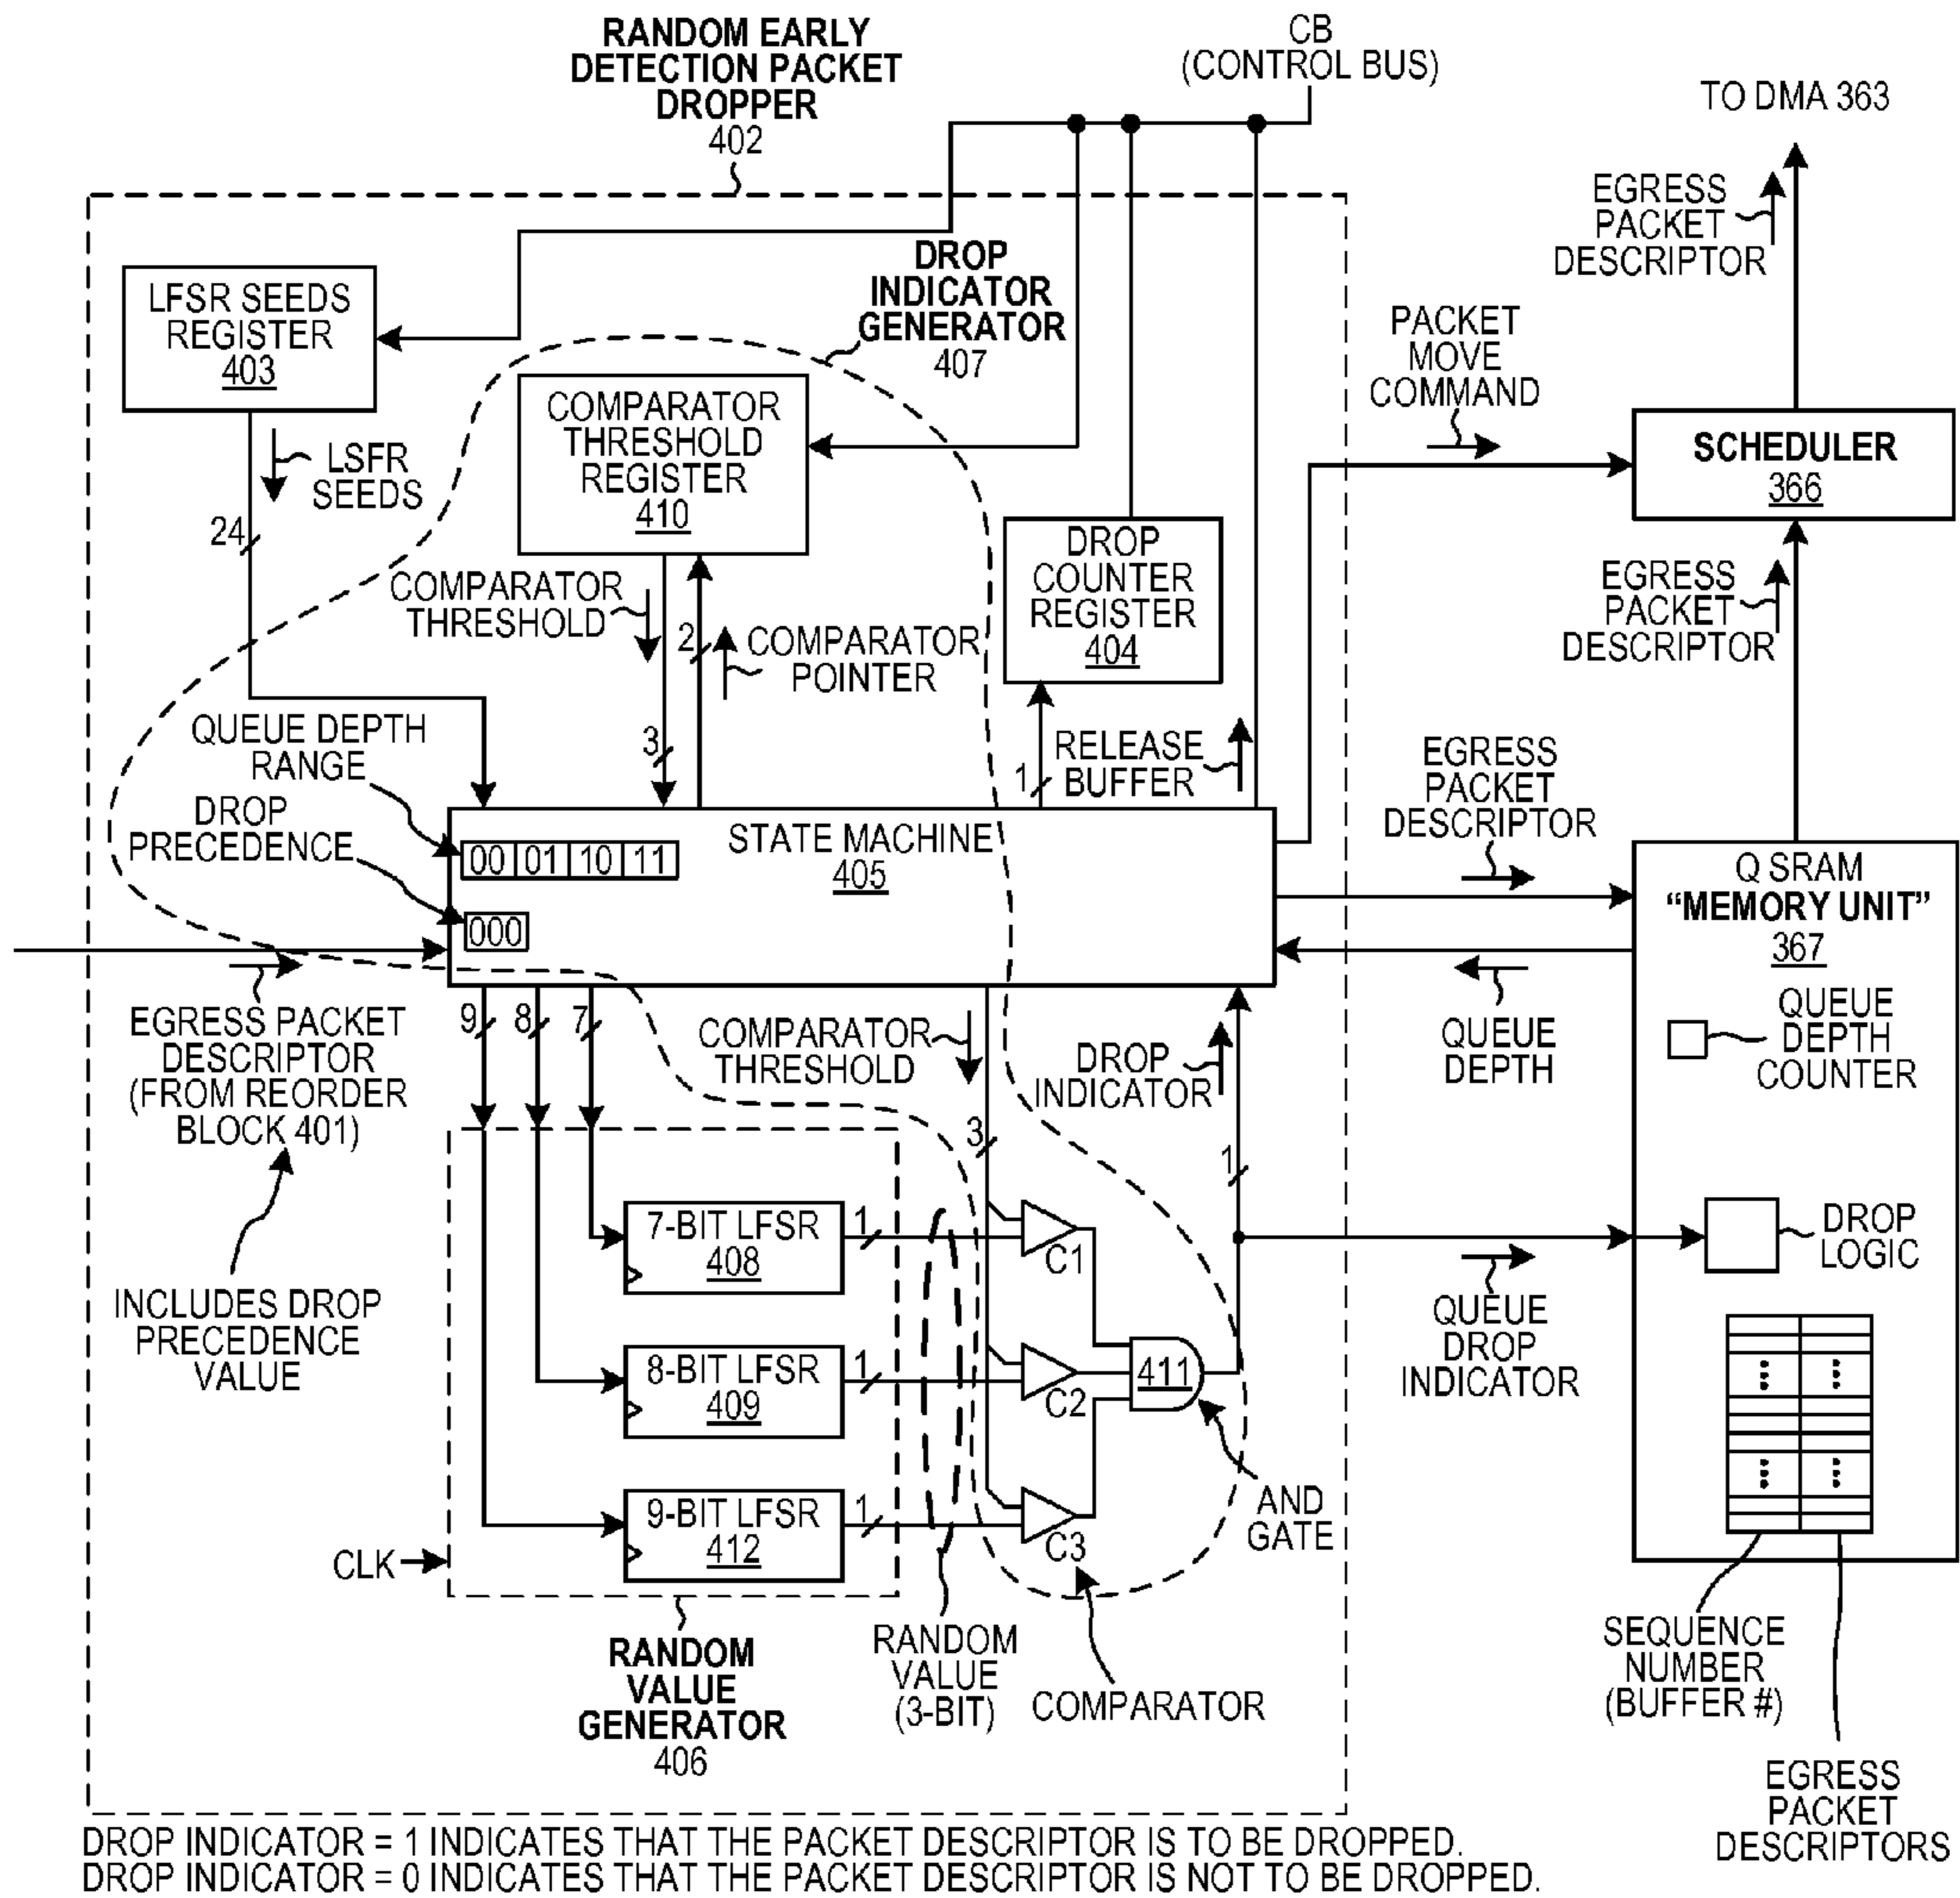 RANDOM EARLY
DETECTION PACKET
DROPPER
402
CB
(CONTROL BUS)
TO DMA 363
EGRESS
PACKET
DESCRIPTOR
DROP
INDICATOR
GENERATOR
407
LFSR SEEDS
REGISTER
403
PACKET
MOVE
COMMAND
COMPARATOR
THRESHOLD
REGISTER
410
SCHEDULER
366
LSFR
SEEDS
24
DROP
COUNTER
REGISTER
404
COMPARATOR
THRESHOLD
2
COMPARATOR
POINTER
EGRESS
PACKET
DESCRIPTOR
QUEUE DEPTH
RANGE
3
1
RELEASE
BUFFER
EGRESS
PACKET
DESCRIPTOR
DROP
PRECEDENCE
STATE MACHINE
405
00 01 10 11
000
Q SRAM
“MEMORY UNIT”
367
EGRESS PACKET
DESCRIPTOR
(FROM REORDER
BLOCK 401)
9
8
7
COMPARATOR
THRESHOLD
DROP
INDICATOR
QUEUE
DEPTH
QUEUE
DEPTH
COUNTER
3
1
INCLUDES DROP
PRECEDENCE
VALUE
7-BIT LFSR
408
1
C1
DROP
LOGIC
QUEUE
DROP
INDICATOR
8-BIT LFSR
409
1
C2
411
9-BIT LFSR
412
1
C3
AND
GATE
CLK
RANDOM
VALUE
GENERATOR
406
RANDOM
VALUE
(3-BIT)
COMPARATOR
SEQUENCE
NUMBER
(BUFFER #)
EGRESS
PACKET
DESCRIPTORS
DROP INDICATOR = 1 INDICATES THAT THE PACKET DESCRIPTOR IS TO BE DROPPED.
DROP INDICATOR = 0 INDICATES THAT THE PACKET DESCRIPTOR IS NOT TO BE DROPPED.